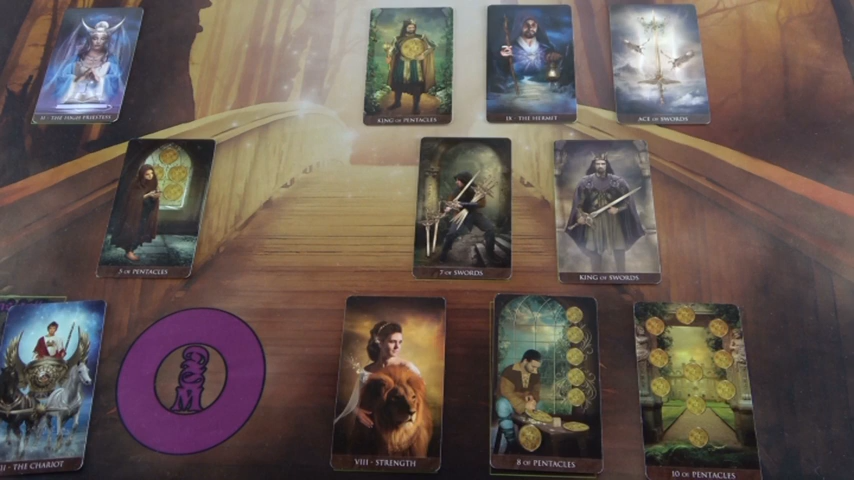 II · THE HIGH PRIESTESS
KING OF PENTACLES
IX · THE HERMIT
ACE OF SWORDS
5 OF PENTACLES
7 OF SWORDS
KING OF SWORDS
II · THE CHARIOT
VIII · STRENGTH
8 OF PENTACLES
10 OF PENTACLES